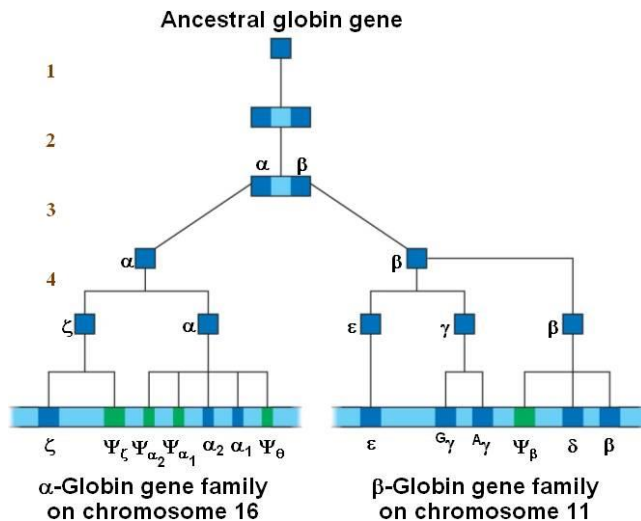 Ancestral globin gene
1
2
α β
3
α β
4
ζ α ε γ β
ζ Ψζ Ψα2 Ψα1 α2 α1 Ψθ ε Gγ Aγ Ψβ δ β
α-Globin gene family β-Globin gene family
on chromosome 16 on chromosome 11